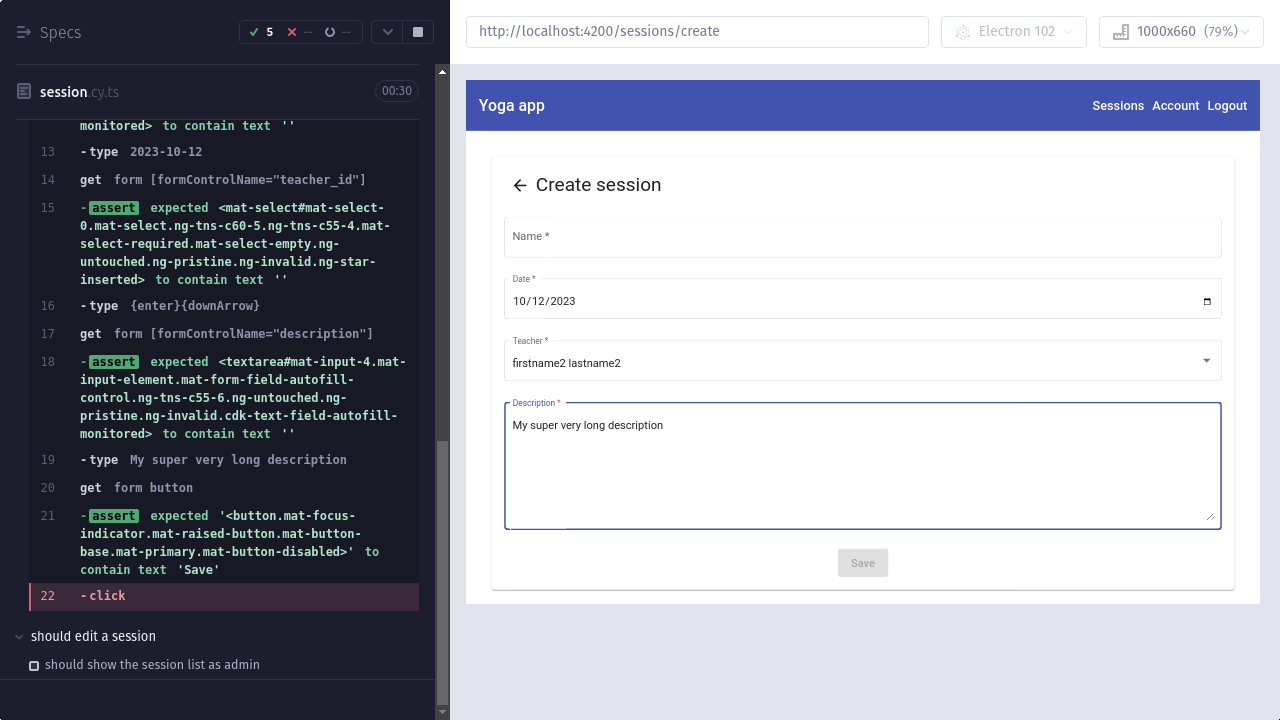 Specs
5
--
--
http://localhost:4200/sessions/create
Electron 102
1000x660 (79%)
session.cy.ts
00:30
monitored> to contain text ''
13 -type 2023-10-12
14 get form [formControlName="teacher_id"]
15 -assert expected <mat-select#mat-select-
0.mat-select.ng-tns-c60-5.ng-tns-c55-4.mat-
select-required.mat-select-empty.ng-
untouched.ng-pristine.ng-invalid.ng-star-
inserted> to contain text ''
16 -type {enter}{downArrow}
17 get form [formControlName="description"]
18 -assert expected <textarea#mat-input-4.mat-
input-element.mat-form-field-autofill-
control.ng-tns-c55-6.ng-untouched.ng-
pristine.ng-invalid.cdk-text-field-autofill-
monitored> to contain text ''
19 -type My super very long description
20 get form button
21 -assert expected '<button.mat-focus-
indicator.mat-raised-button.mat-button-
base.mat-primary.mat-button-disabled>' to
contain text 'Save'
22 -click
should edit a session
should show the session list as admin
Yoga app
Sessions Account Logout
Create session
Name *
Date *
10/12/2023
Teacher *
firstname2 lastname2
Description *
My super very long description
Save